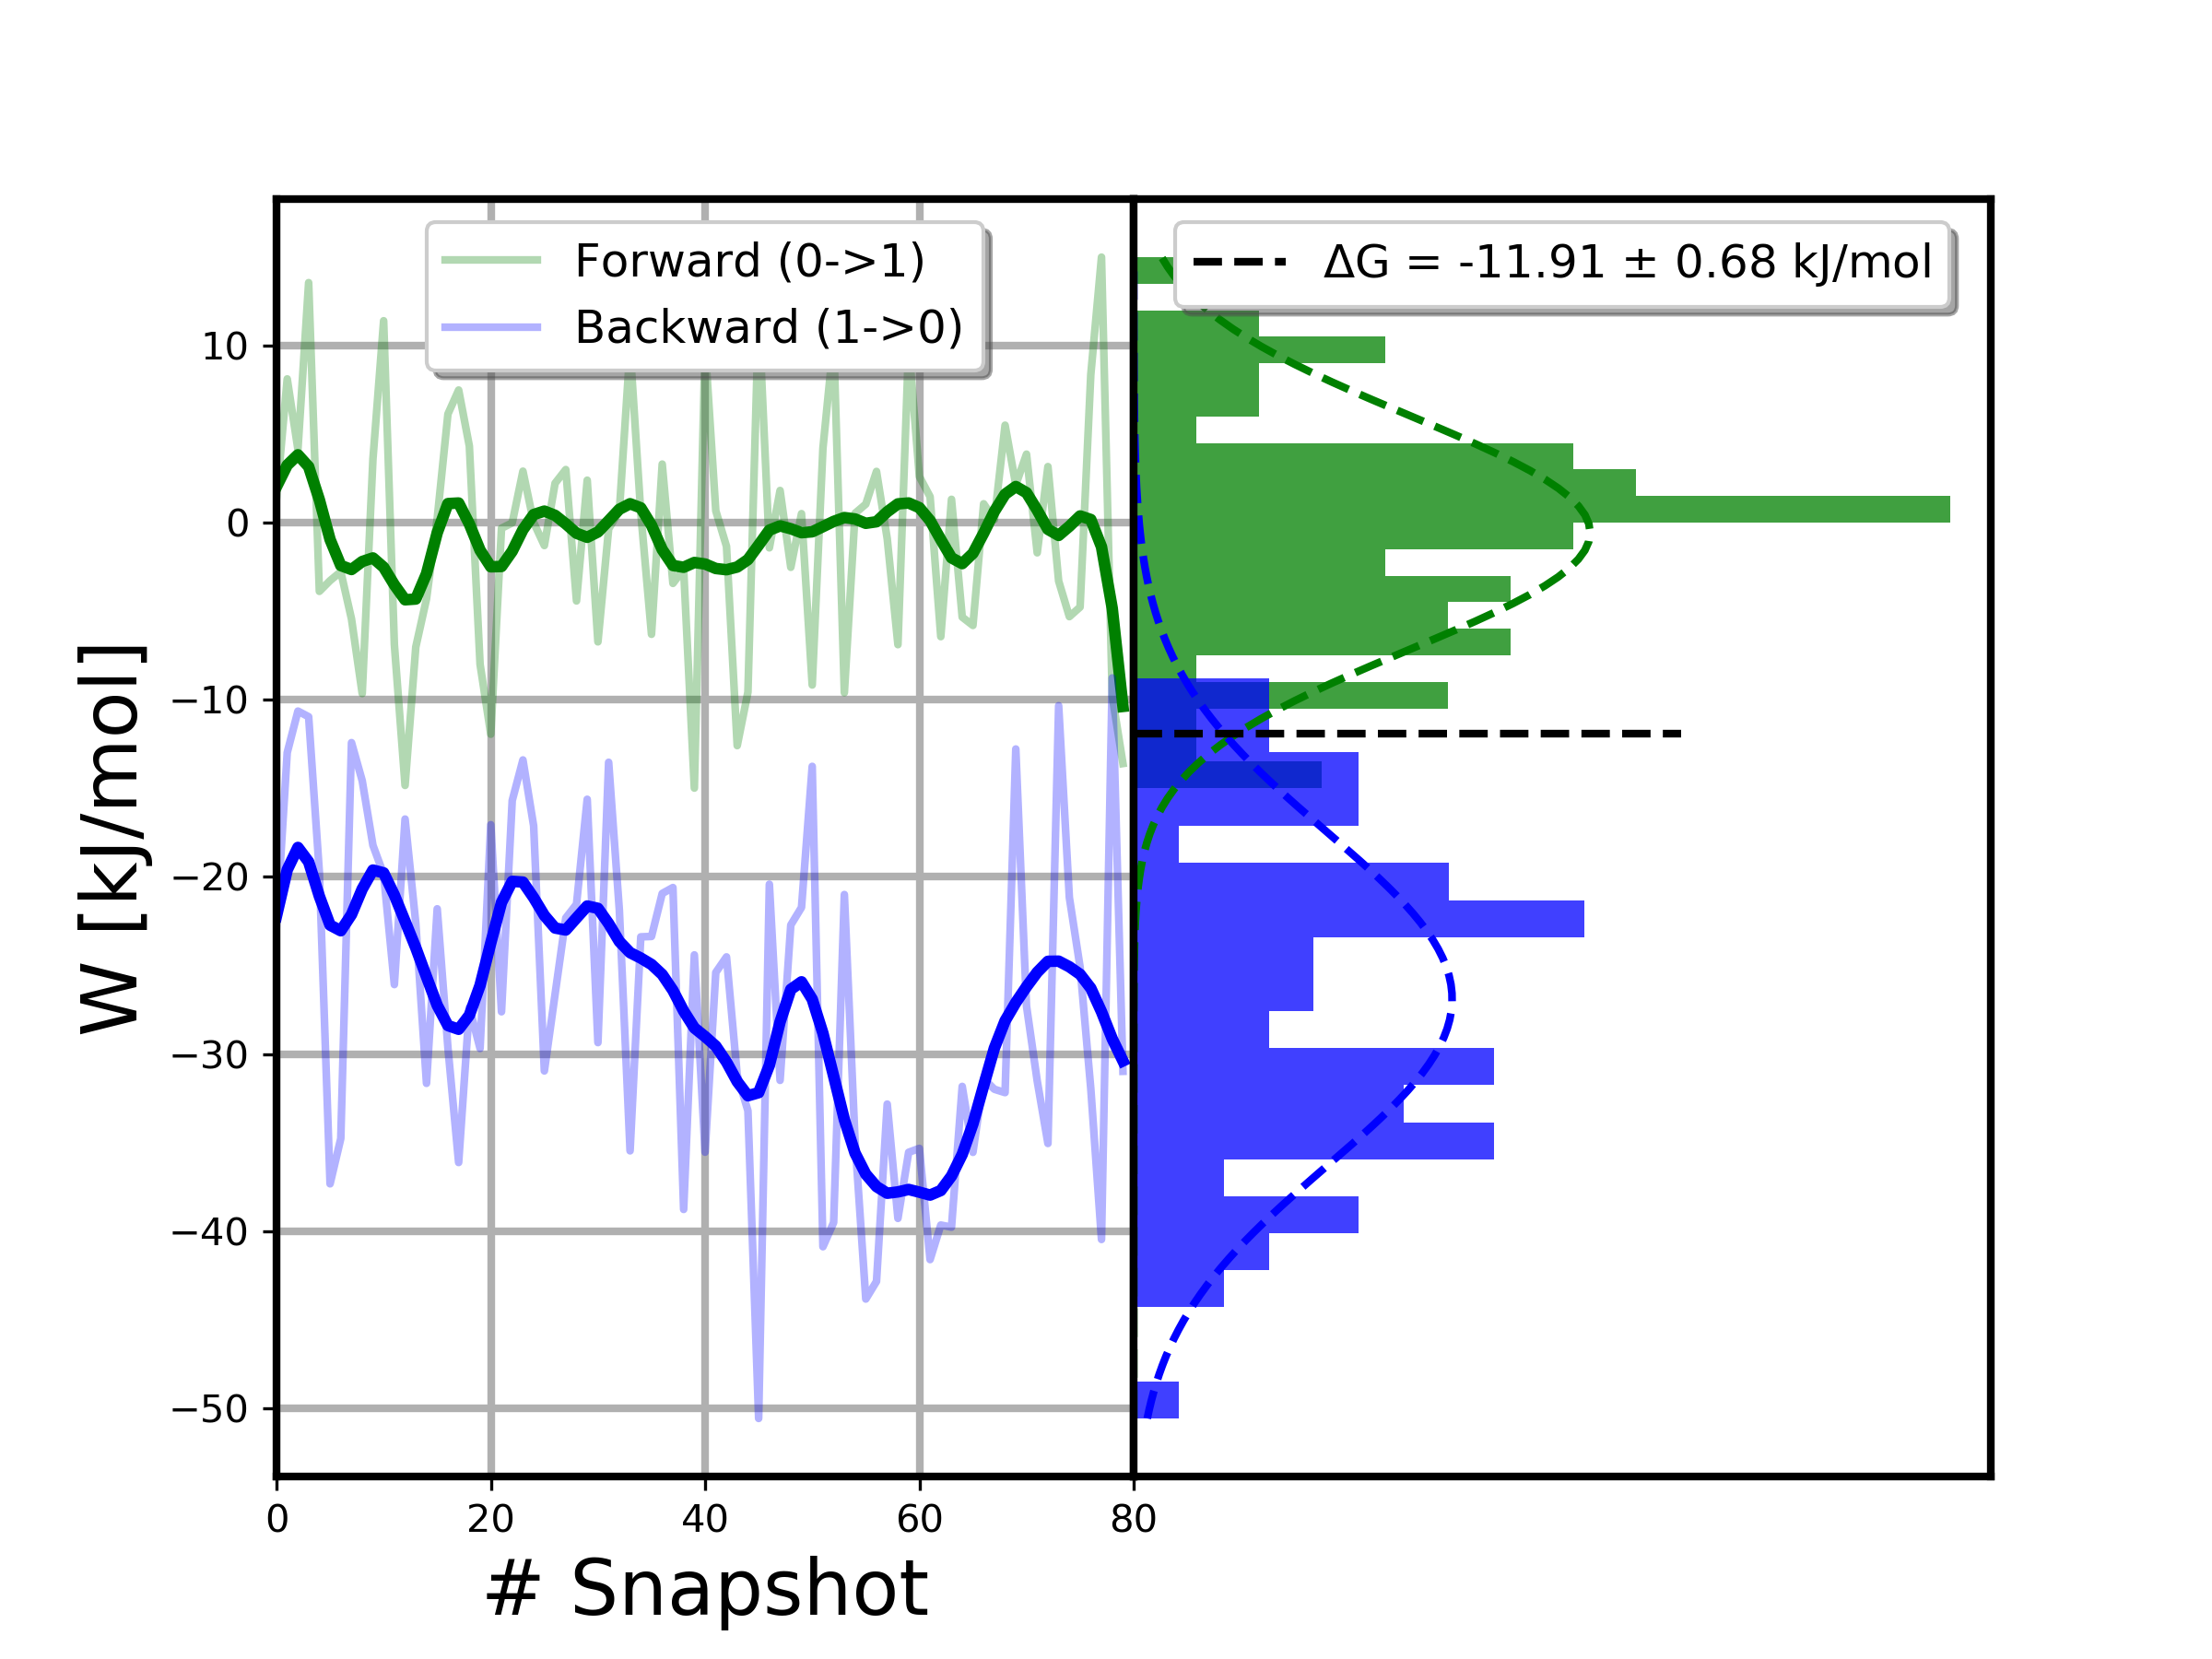 Forward (0->1)
Backward (1->0)
ΔG = -11.91 ± 0.68 kJ/mol
W [kJ/mol]
10
0
−10
−20
−30
−40
−50
0 20 40 60 80
# Snapshot